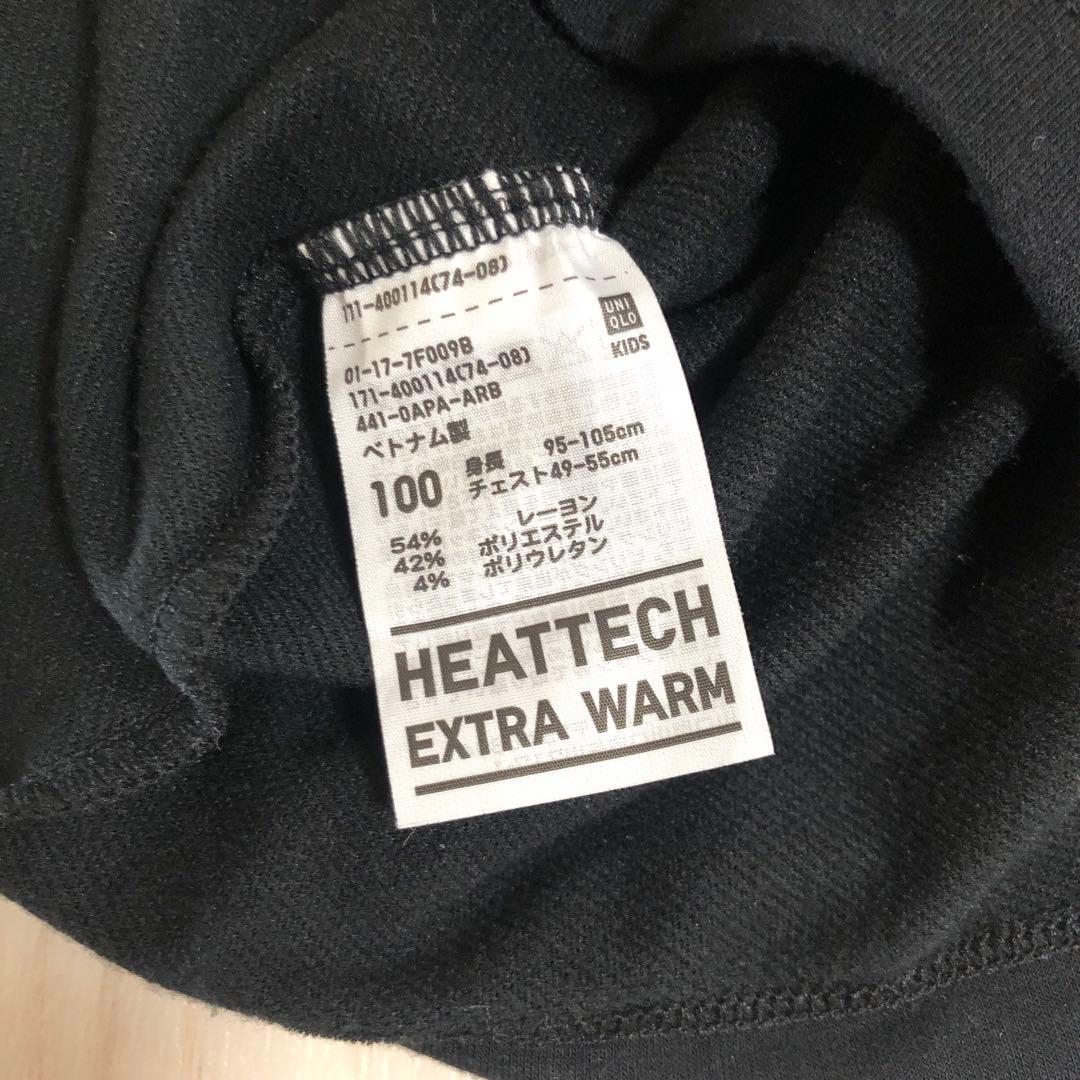 171-400114(74-08)
UNI
QLO
KIDS
01-17-7F009B
171-400114(74-08)
441-0APA-ARB
ベトナム製
100 身長 95-105cm
チェスト49-55cm
54% レーヨン
42% ポリエステル
4% ポリウレタン
HEATTECH
EXTRA WARM